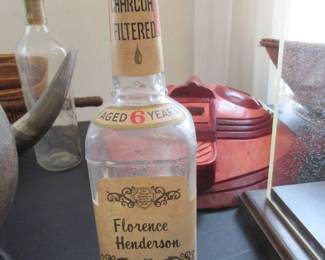 CHARCOAL
FILTERED
AGED 6 YEARS
Florence
Henderson